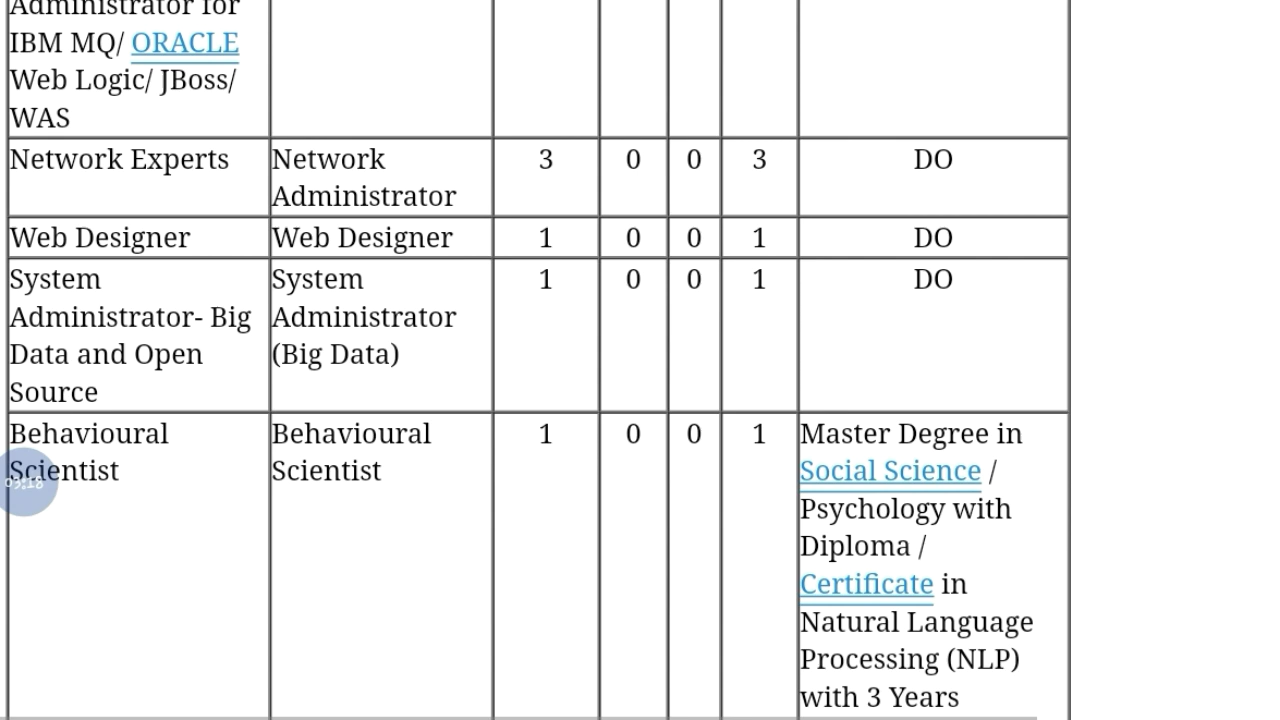 Administrator for
IBM MQ/ ORACLE
Web Logic/ JBoss/
WAS
Network Experts
Network
Administrator
3
0
0
3
DO
Web Designer
Web Designer
1
0
0
1
DO
System
Administrator- Big
Data and Open
Source
System
Administrator
(Big Data)
1
0
0
1
DO
Behavioural
Scientist
Behavioural
Scientist
1
0
0
1
Master Degree in
Social Science /
Psychology with
Diploma /
Certificate in
Natural Language
Processing (NLP)
with 3 Years
03:18